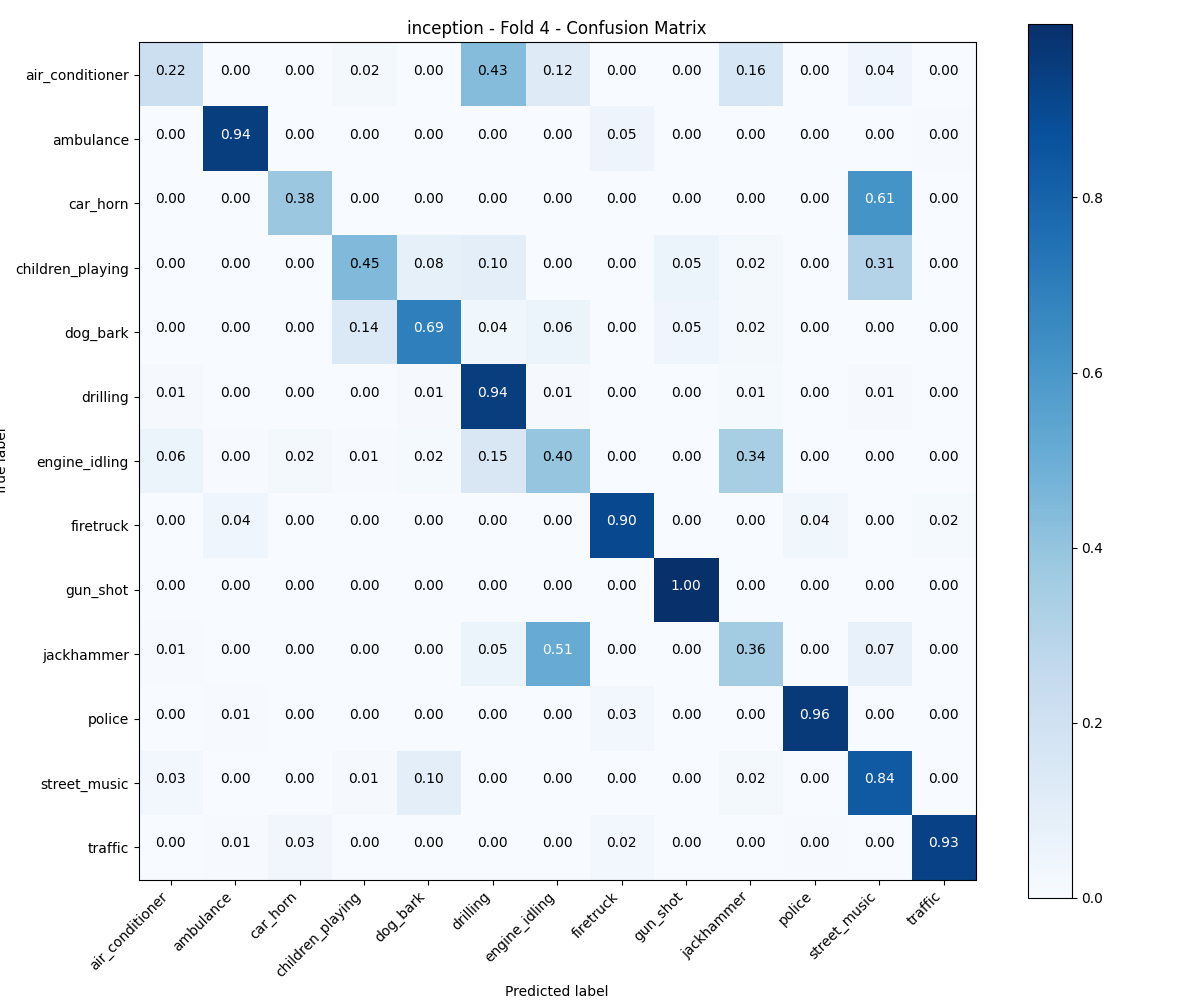 inception - Fold 4 - Confusion Matrix
air_conditioner 0.22 0.00 0.00 0.02 0.00 0.43 0.12 0.00 0.00 0.16 0.00 0.04 0.00
ambulance 0.00 0.94 0.00 0.00 0.00 0.00 0.00 0.05 0.00 0.00 0.00 0.00 0.00
car_horn 0.00 0.00 0.38 0.00 0.00 0.00 0.00 0.00 0.00 0.00 0.00 0.61 0.00
children_playing 0.00 0.00 0.00 0.45 0.08 0.10 0.00 0.00 0.05 0.02 0.00 0.31 0.00
dog_bark 0.00 0.00 0.00 0.14 0.69 0.04 0.06 0.00 0.05 0.02 0.00 0.00 0.00
drilling 0.01 0.00 0.00 0.00 0.01 0.94 0.01 0.00 0.00 0.01 0.00 0.01 0.00
engine_idling 0.06 0.00 0.02 0.01 0.02 0.15 0.40 0.00 0.00 0.34 0.00 0.00 0.00
firetruck 0.00 0.04 0.00 0.00 0.00 0.00 0.00 0.90 0.00 0.00 0.04 0.00 0.02
gun_shot 0.00 0.00 0.00 0.00 0.00 0.00 0.00 0.00 1.00 0.00 0.00 0.00 0.00
jackhammer 0.01 0.00 0.00 0.00 0.00 0.05 0.51 0.00 0.00 0.36 0.00 0.07 0.00
police 0.00 0.01 0.00 0.00 0.00 0.00 0.00 0.03 0.00 0.00 0.96 0.00 0.00
street_music 0.03 0.00 0.00 0.01 0.10 0.00 0.00 0.00 0.00 0.02 0.00 0.84 0.00
traffic 0.00 0.01 0.03 0.00 0.00 0.00 0.00 0.02 0.00 0.00 0.00 0.00 0.93
air_conditioner ambulance car_horn children_playing dog_bark drilling engine_idling firetruck gun_shot jackhammer police street_music traffic
Predicted label
0.8
0.6
0.4
0.2
0.0